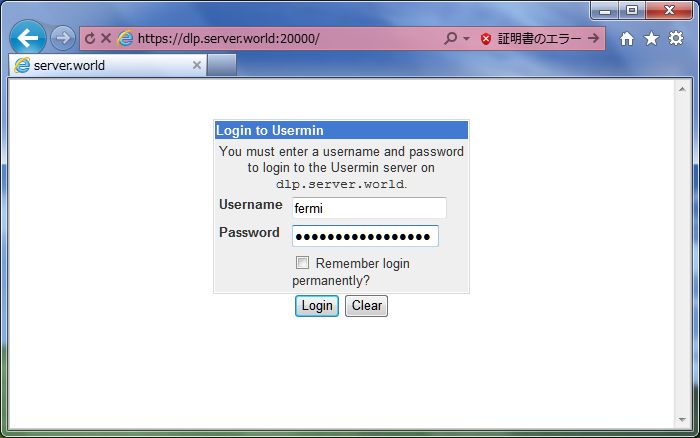 https://dlp.server.world:20000/
証明書のエラー
server.world
Login to Usermin
You must enter a username and password
to login to the Usermin server on
dlp.server.world.
Username fermi
Password ●●●●●●●●●●●●●●●●●
Remember login
permanently?
Login Clear